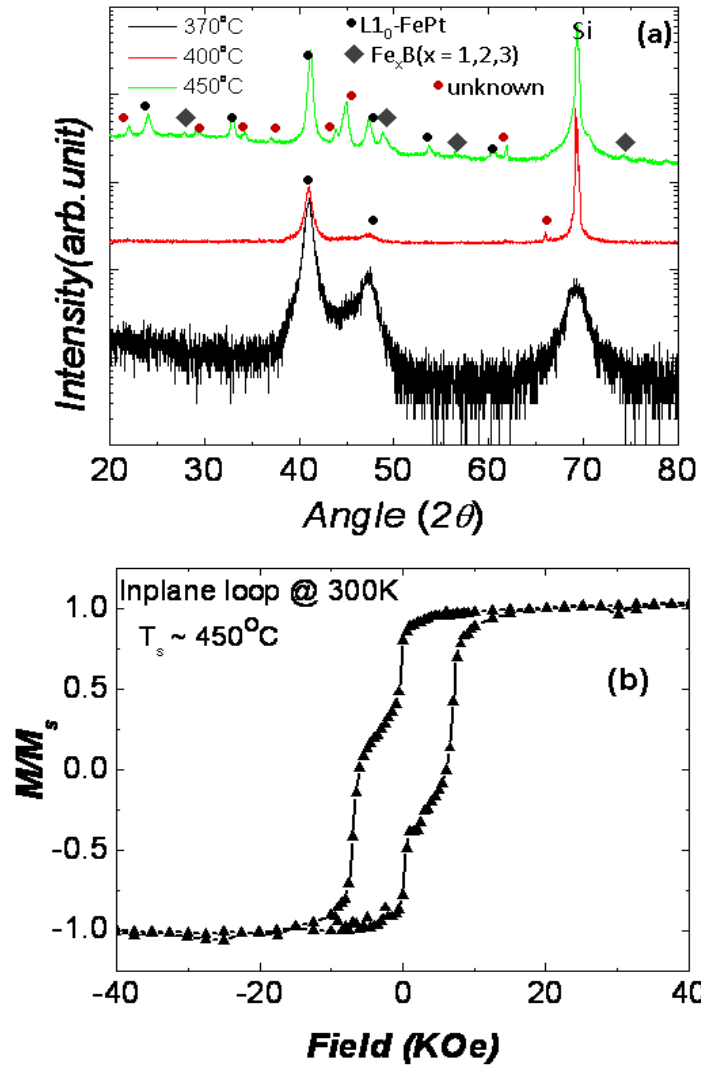 370°C
400°C
450°C
L1₀-FePt
FeₓB(x = 1,2,3)
unknown
Si
(a)
Intensity(arb.unit)
20 30 40 50 60 70 80
Angle (2θ)
Inplane loop @ 300K
Tₛ ~ 450°C
(b)
M/Mₛ
1.0
0.5
0.0
-0.5
-1.0
-40 -20 0 20 40
Field (KOe)